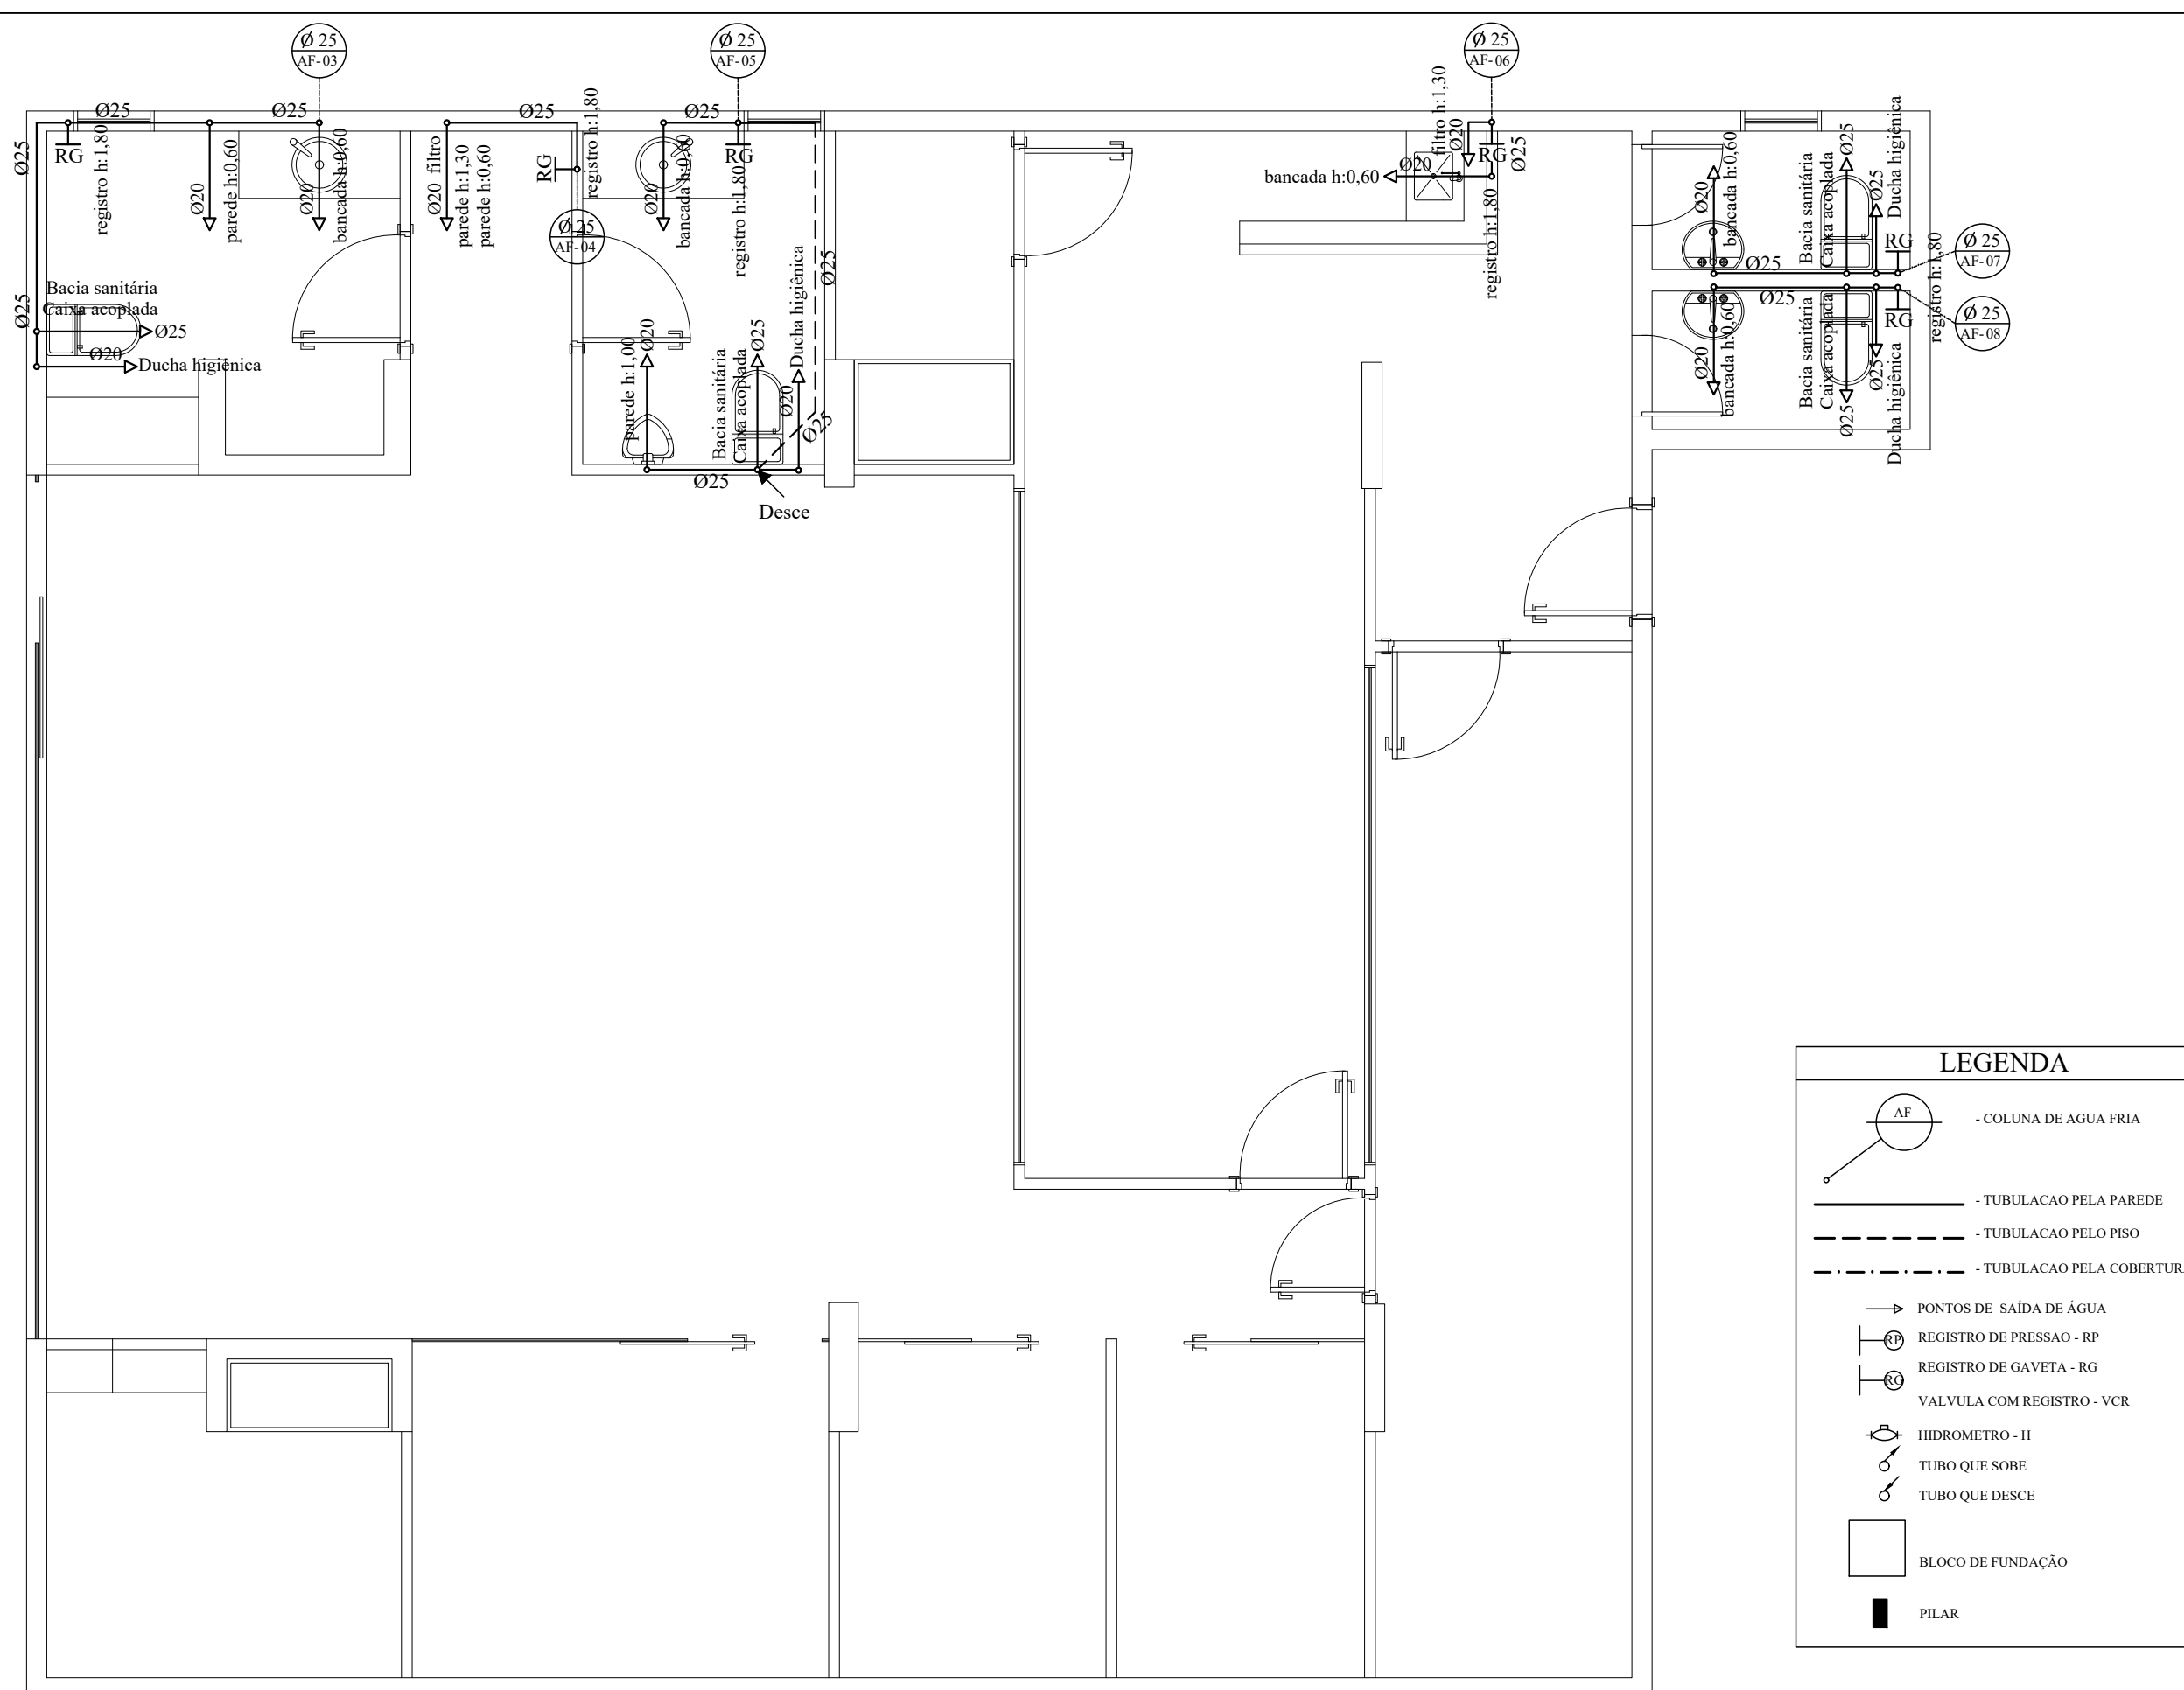 Ø 25
AF-03
Ø 25
AF-05
Ø 25
AF-06
Ø25
Ø25
Ø25
Ø25
Ø25
RG
registro h:1,80
Ø20
parede h:0,60
Ø20
bancada h:0,60
Ø25
Bacia sanitária
Caixa acoplada
Ø25
Ø20
Ducha higiênica
Ø20 filtro
parede h:1,30
parede h:0,60
RG
registro h:1,80
Ø 25
AF-04
Ø20
bancada h:0,60
RG
registro h:1,80
Ø25
Ducha higiênica
Ø20
parede h:1,00
Bacia sanitária
Caixa acoplada
Ø25
Ø20
Ø25
Ø25
Desce
filtro h:1,30
Ø20
RG
Ø25
Ø20
bancada h:0,60
registro h:1,80
Ø20
bancada h:0,60
Bacia sanitária
Caixa acoplada
Ø25
Ø25
Ducha higiênica
RG
Ø25
registro h:1,80
Ø 25
AF-07
Ø25
RG
Ø 25
AF-08
Ø20
bancada h:0,60
Bacia sanitária
Caixa acoplada
Ø25
Ø25
Ducha higiênica
LEGENDA
AF
- COLUNA DE AGUA FRIA
- TUBULACAO PELA PAREDE
- TUBULACAO PELO PISO
- TUBULACAO PELA COBERTURA
PONTOS DE SAÍDA DE ÁGUA
RP
REGISTRO DE PRESSAO - RP
RG
REGISTRO DE GAVETA - RG
VALVULA COM REGISTRO - VCR
HIDROMETRO - H
TUBO QUE SOBE
TUBO QUE DESCE
BLOCO DE FUNDAÇÃO
PILAR